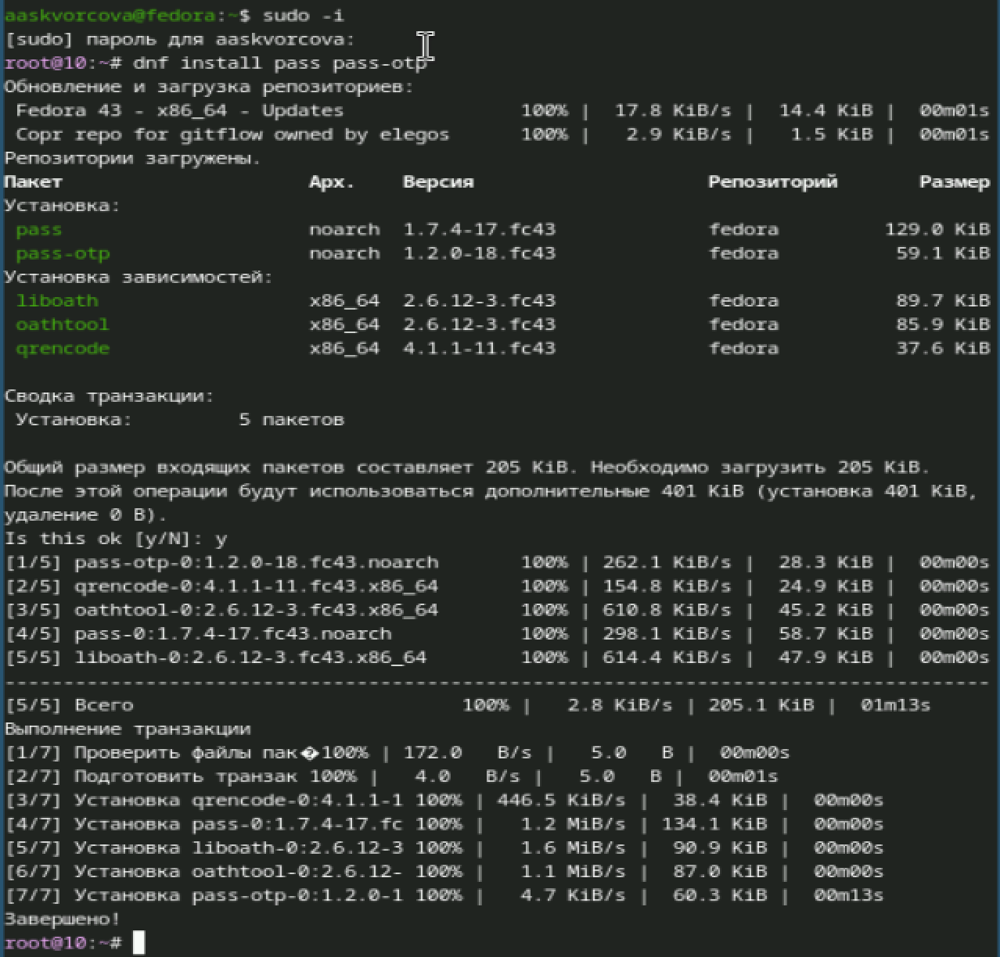 aaskvorcova@fedora:~$ sudo -i
[sudo] пароль для aaskvorcova:
root@10:~# dnf install pass pass-otp
Обновление и загрузка репозиториев:
 Fedora 43 - x86_64 - Updates 100% | 17.8 KiB/s | 14.4 KiB | 00m01s
 Copr repo for gitflow owned by elegos 100% | 2.9 KiB/s | 1.5 KiB | 00m01s
Репозитории загружены.
Пакет Арх. Версия Репозиторий Размер
Установка:
 pass noarch 1.7.4-17.fc43 fedora 129.0 KiB
 pass-otp noarch 1.2.0-18.fc43 fedora 59.1 KiB
Установка зависимостей:
 liboath x86_64 2.6.12-3.fc43 fedora 89.7 KiB
 oathtool x86_64 2.6.12-3.fc43 fedora 85.9 KiB
 qrencode x86_64 4.1.1-11.fc43 fedora 37.6 KiB
Сводка транзакции:
 Установка: 5 пакетов
Общий размер входящих пакетов составляет 205 KiB. Необходимо загрузить 205 KiB.
После этой операции будут использоваться дополнительные 401 KiB (установка 401 KiB,
удаление 0 B).
Is this ok [y/N]: y
[1/5] pass-otp-0:1.2.0-18.fc43.noarch 100% | 262.1 KiB/s | 28.3 KiB | 00m00s
[2/5] qrencode-0:4.1.1-11.fc43.x86_64 100% | 154.8 KiB/s | 24.9 KiB | 00m00s
[3/5] oathtool-0:2.6.12-3.fc43.x86_64 100% | 610.8 KiB/s | 45.2 KiB | 00m00s
[4/5] pass-0:1.7.4-17.fc43.noarch 100% | 298.1 KiB/s | 58.7 KiB | 00m00s
[5/5] liboath-0:2.6.12-3.fc43.x86_64 100% | 614.4 KiB/s | 47.9 KiB | 00m00s
------------------------------------------------------------------------------------
[5/5] Всего 100% | 2.8 KiB/s | 205.1 KiB | 01m13s
Выполнение транзакции
[1/7] Проверить файлы пак�100% | 172.0 B/s | 5.0 B | 00m00s
[2/7] Подготовить транзак 100% | 4.0 B/s | 5.0 B | 00m01s
[3/7] Установка qrencode-0:4.1.1-1 100% | 446.5 KiB/s | 38.4 KiB | 00m00s
[4/7] Установка pass-0:1.7.4-17.fc 100% | 1.2 MiB/s | 134.1 KiB | 00m00s
[5/7] Установка liboath-0:2.6.12-3 100% | 1.6 MiB/s | 90.9 KiB | 00m00s
[6/7] Установка oathtool-0:2.6.12- 100% | 1.1 MiB/s | 87.0 KiB | 00m00s
[7/7] Установка pass-otp-0:1.2.0-1 100% | 4.7 KiB/s | 60.3 KiB | 00m13s
Завершено!
root@10:~#